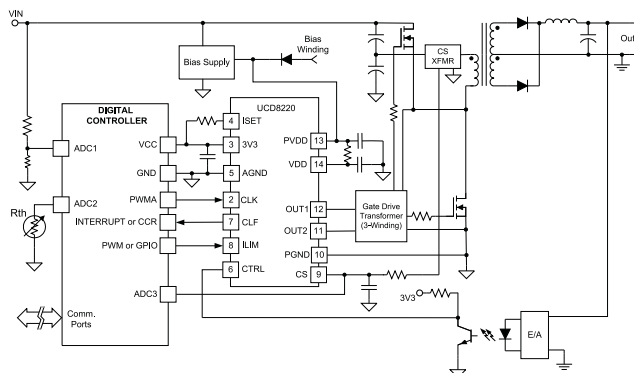 VIN
Bias
Winding
Bias Supply
CS
XFMR
Out
DIGITAL
CONTROLLER
UCD8220
ADC1
VCC
GND
ADC2
PWMA
INTERRUPT or CCR
PWM or GPIO
ADC3
Comm.
Ports
Rth
4 ISET
3 3V3
5 AGND
2 CLK
7 CLF
8 ILIM
6 CTRL
PVDD 13
VDD 14
OUT1 12
OUT2 11
PGND 10
CS 9
Gate Drive
Transformer
(3-Winding)
3V3
E/A